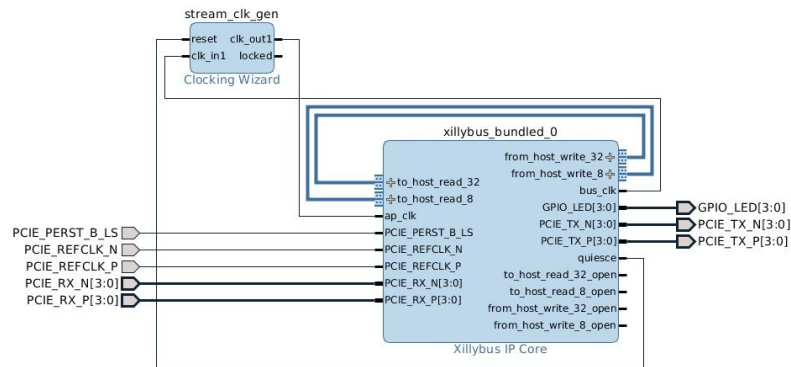 stream_clk_gen
reset clk_out1
clk_in1 locked
Clocking Wizard
xillybus_bundled_0
from_host_write_32
from_host_write_8
to_host_read_32
bus_clk
to_host_read_8
GPIO_LED[3:0] GPIO_LED[3:0]
ap_clk
PCIE_TX_N[3:0] PCIE_TX_N[3:0]
PCIE_PERST_B_LS PCIE_PERST_B_LS
PCIE_TX_P[3:0] PCIE_TX_P[3:0]
PCIE_REFCLK_N PCIE_REFCLK_N
quiesce
PCIE_REFCLK_P PCIE_REFCLK_P
to_host_read_32_open
PCIE_RX_N[3:0] PCIE_RX_N[3:0]
to_host_read_8_open
PCIE_RX_P[3:0] PCIE_RX_P[3:0]
from_host_write_32_open
from_host_write_8_open
Xillybus IP Core